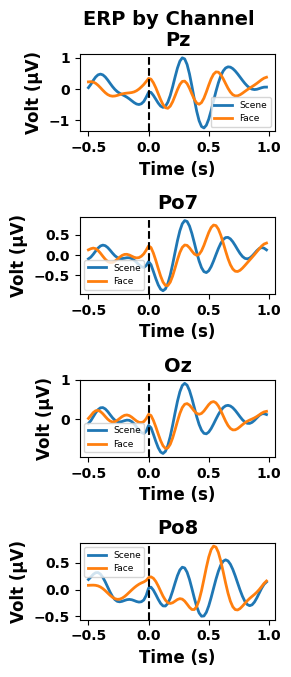 ERP by Channel
Pz
Volt (µV)
1
0
−1
Scene
Face
−0.5 0.0 0.5 1.0
Time (s)
Po7
Volt (µV)
0.5
0.0
−0.5
Scene
Face
−0.5 0.0 0.5 1.0
Time (s)
Oz
Volt (µV)
1
0
Scene
Face
−0.5 0.0 0.5 1.0
Time (s)
Po8
Volt (µV)
0.5
0.0
−0.5
Scene
Face
−0.5 0.0 0.5 1.0
Time (s)